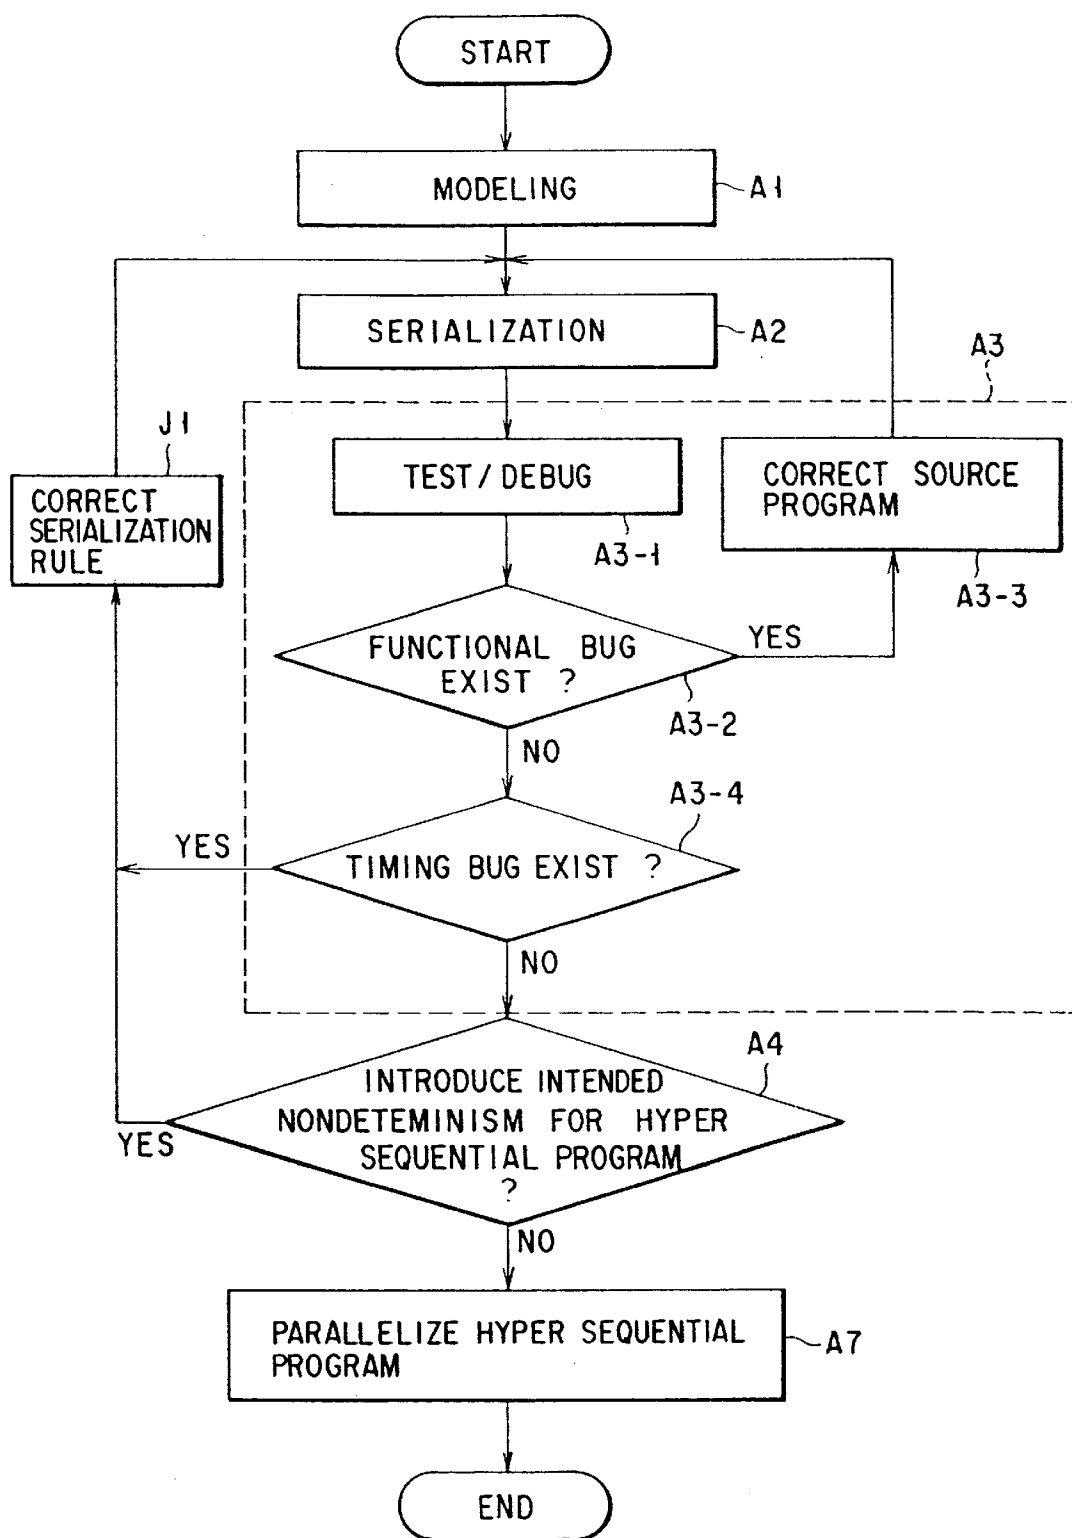 START
MODELING
A1
SERIALIZATION
A2
A3
J1
CORRECT
SERIALIZATION
RULE
TEST/DEBUG
A3-1
CORRECT SOURCE
PROGRAM
A3-3
FUNCTIONAL BUG
EXIST ?
YES
A3-2
NO
A3-4
YES
TIMING BUG EXIST ?
NO
A4
INTRODUCE INTENDED
NONDETEMINISM FOR HYPER
SEQUENTIAL PROGRAM
?
YES
NO
PARALLELIZE HYPER SEQUENTIAL
PROGRAM
A7
END